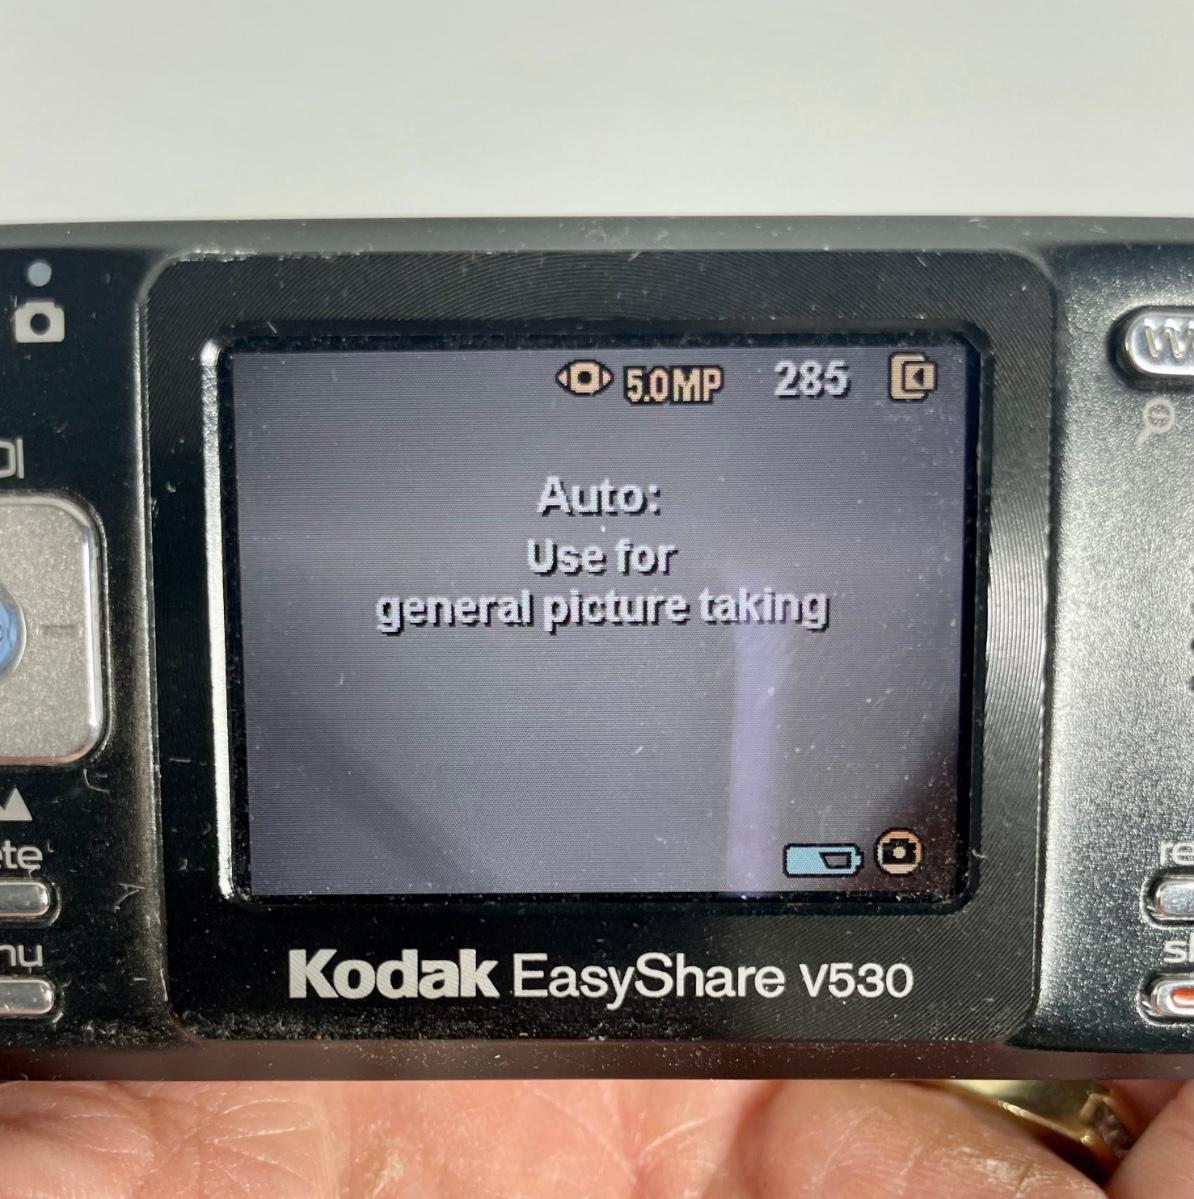 5.0MP 285
Auto:
Use for
general picture taking
Kodak EasyShare V530